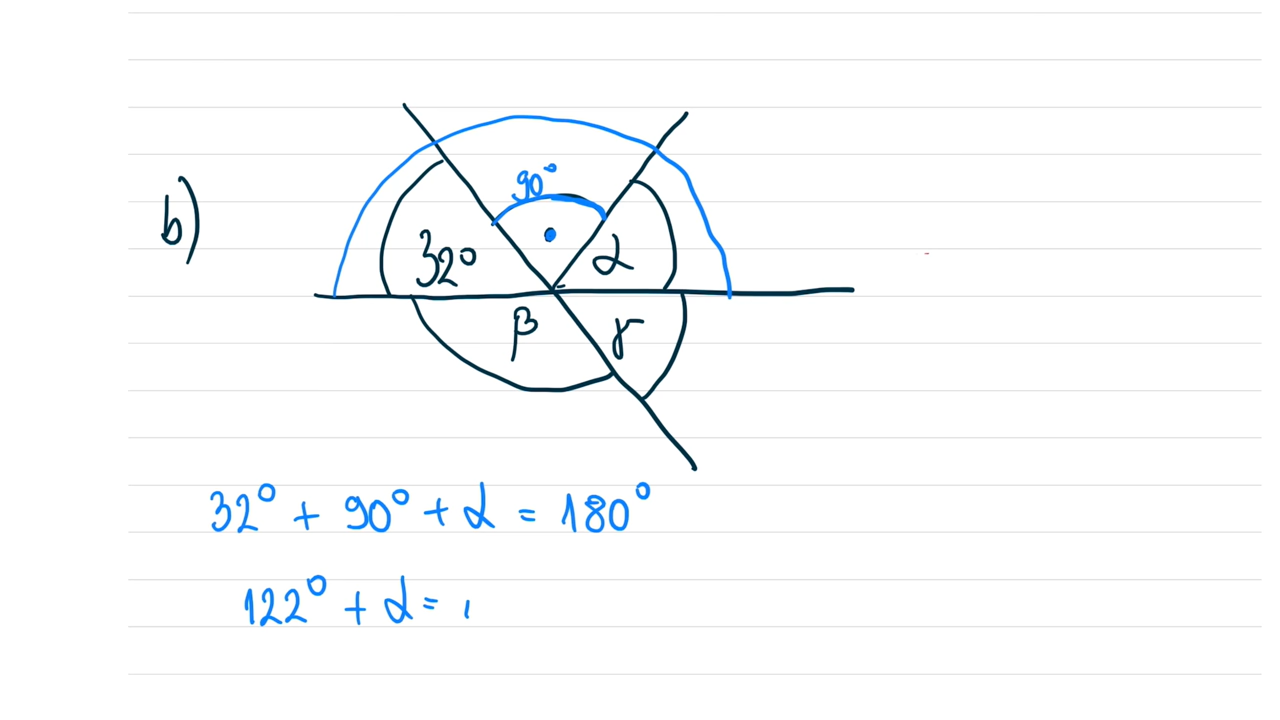 b)
90°
32°
α
β
γ
32° + 90° + α = 180°
122° + α =